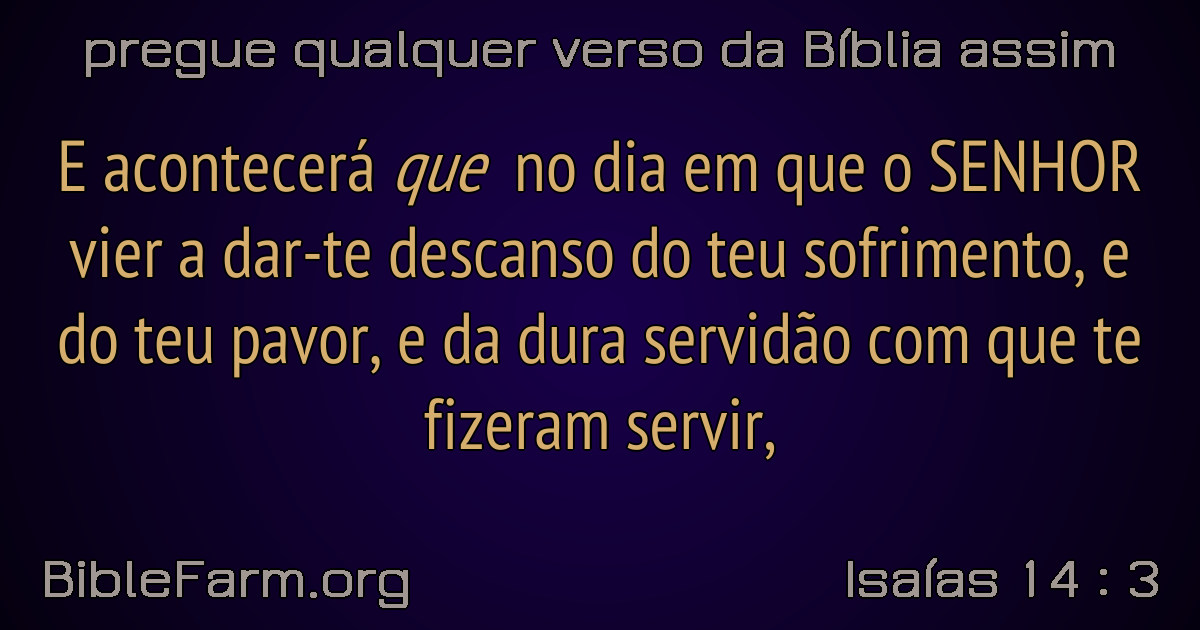 pregue qualquer verso da Bíblia assim
E acontecerá que no dia em que o SENHOR
vier a dar-te descanso do teu sofrimento, e
do teu pavor, e da dura servidão com que te
fizeram servir,
BibleFarm.org
Isaías 14 : 3